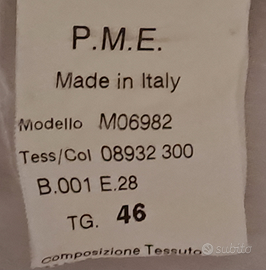 P.M.E.
Made in Italy
Modello M06982
Tess/Col 08932 300
B.001 E.28
TG. 46
Composizione Tessuto
subito